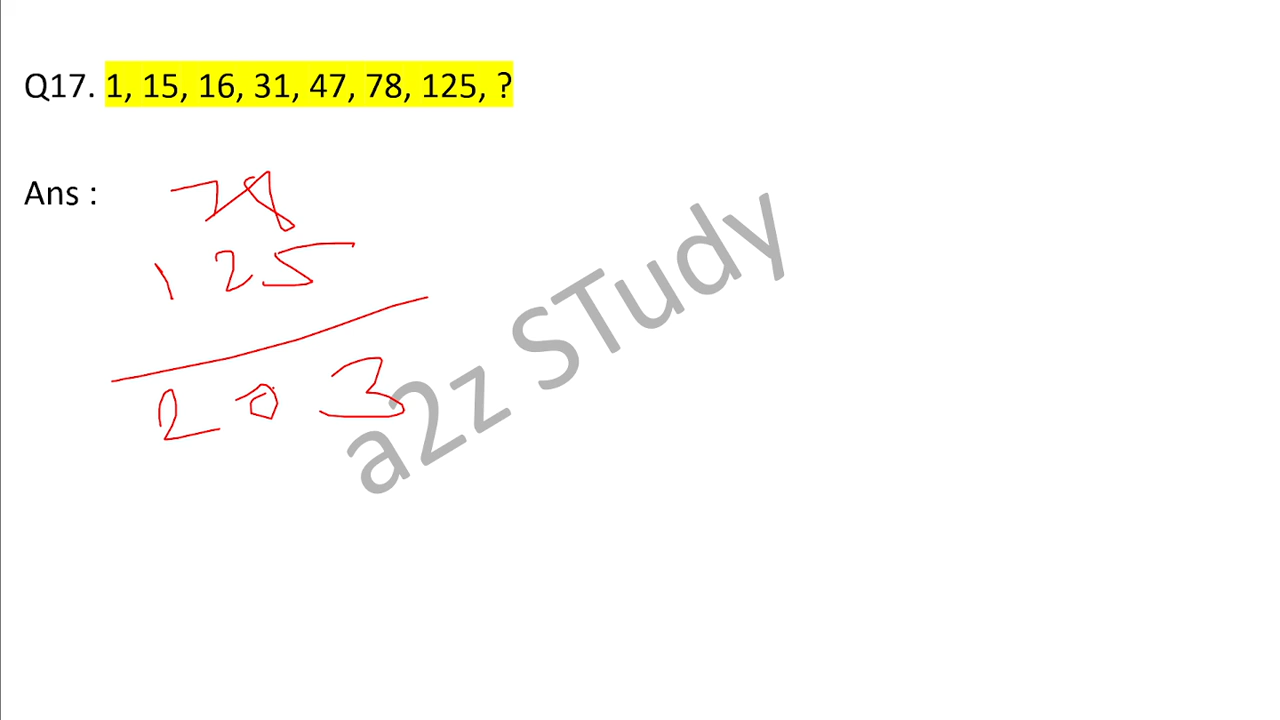 Q17. 1, 15, 16, 31, 47, 78, 125, ?
Ans :
78
125
203
a2z STudy